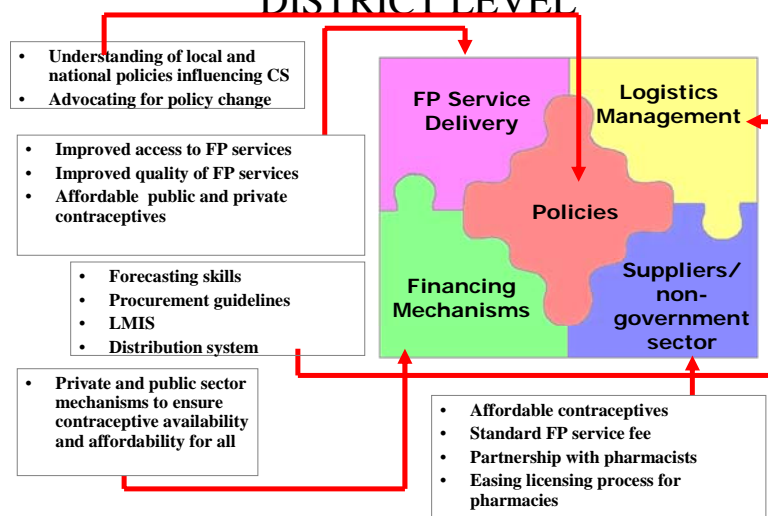 DISTRICT LEVEL
• Understanding of local and
national policies influencing CS
• Advocating for policy change
• Improved access to FP services
• Improved quality of FP services
• Affordable public and private
contraceptives
• Forecasting skills
• Procurement guidelines
• LMIS
• Distribution system
• Private and public sector
mechanisms to ensure
contraceptive availability
and affordability for all
FP Service
Delivery
Logistics
Management
Policies
Financing
Mechanisms
Suppliers/
non-
government
sector
• Affordable contraceptives
• Standard FP service fee
• Partnership with pharmacists
• Easing licensing process for
pharmacies